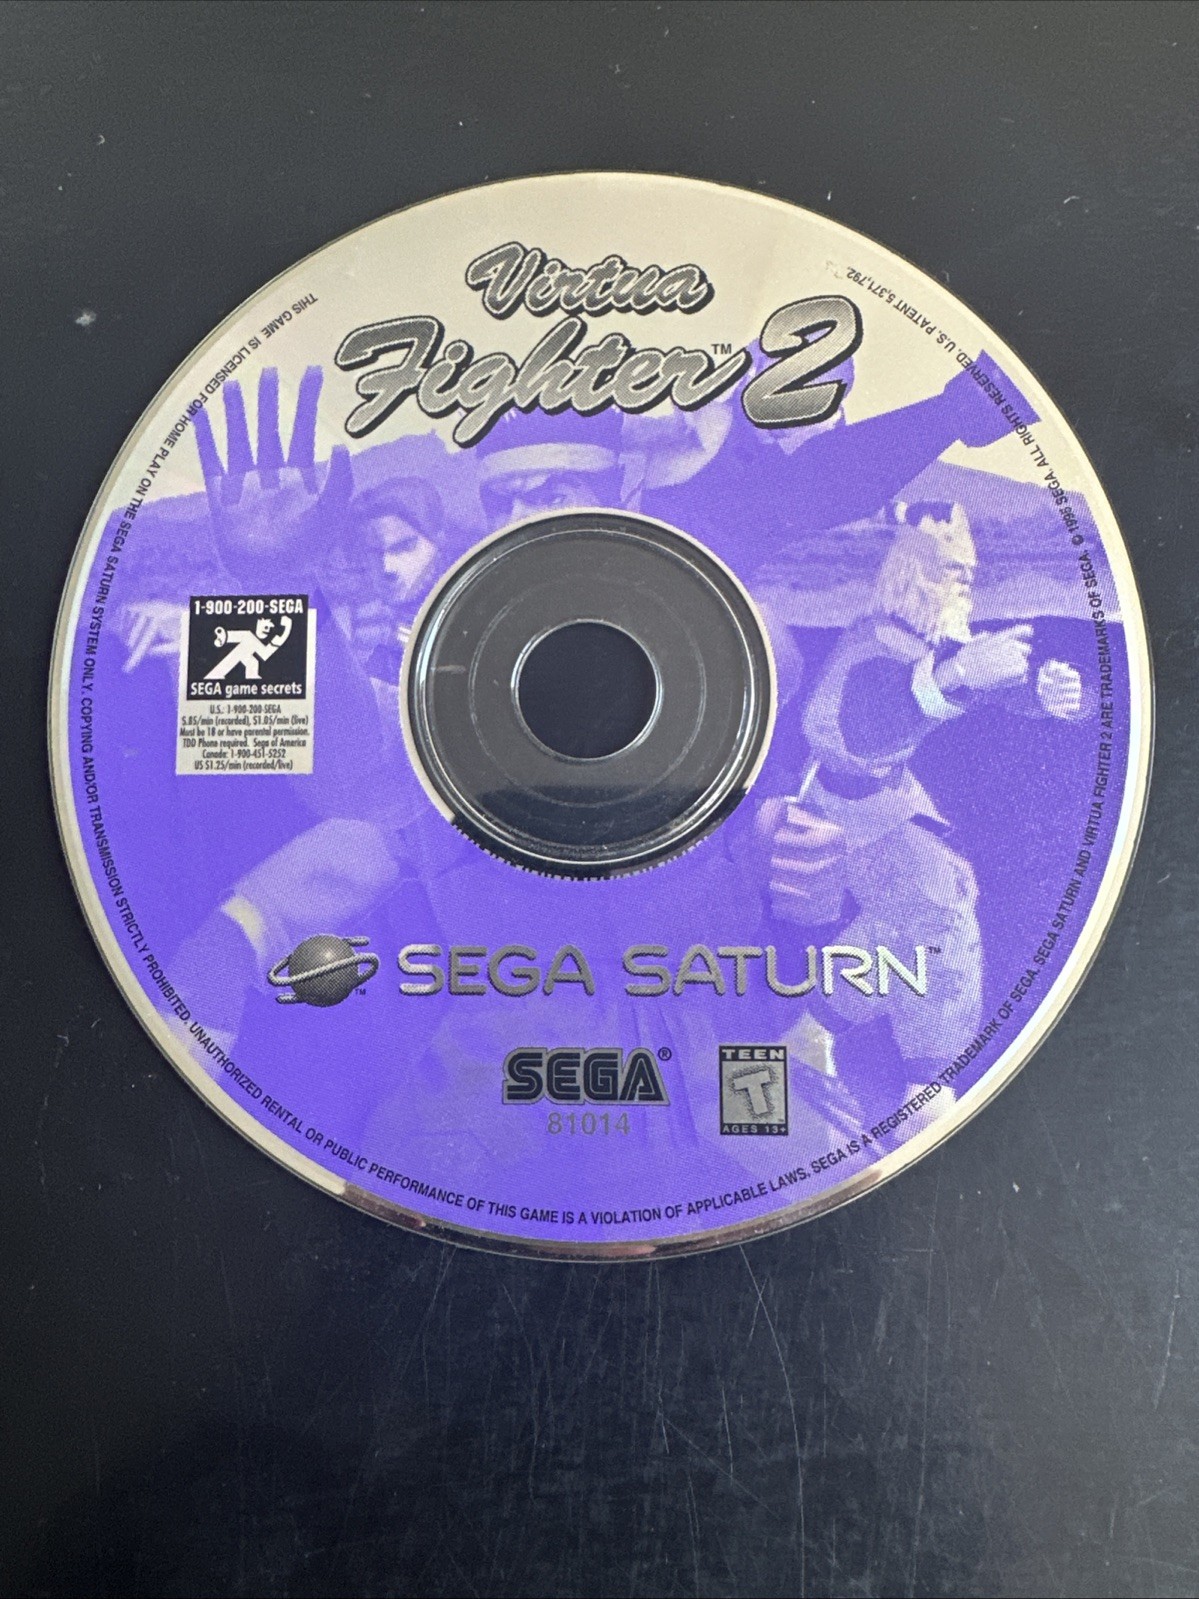 Virtua
Fighter™ 2
1-900-200-SEGA
SEGA game secrets
U.S.: 1-900-200-SEGA
$.85/min (recorded), $1.05/min (live)
Must be 18 or have parental permission.
TDD Phone required. Sega of America
Canada: 1-900-451-5252
US $1.25/min (recorded/live)
SEGA SATURN™
TM
SEGA®
81014
TEEN
T
AGES 13+
THIS GAME IS LICENSED FOR HOME PLAY ON THE SEGA SATURN SYSTEM ONLY. COPYING AND/OR TRANSMISSION STRICTLY PROHIBITED. UNAUTHORIZED RENTAL OR PUBLIC PERFORMANCE OF THIS GAME IS A VIOLATION OF APPLICABLE LAWS. SEGA IS A REGISTERED TRADEMARK OF SEGA. SEGA SATURN AND VIRTUA FIGHTER 2 ARE TRADEMARKS OF SEGA. © 1995 SEGA. ALL RIGHTS RESERVED. U.S. PATENT 5,371,792.